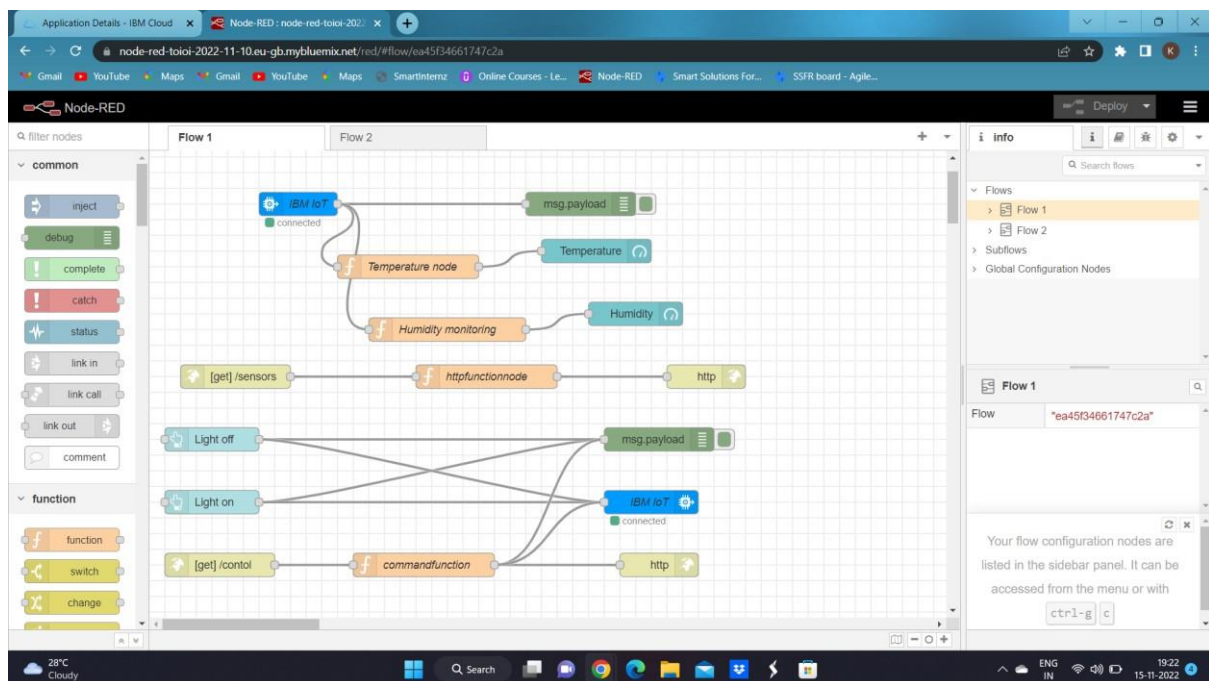 Application Details - IBM Cloud
Node-RED : node-red-toioi-202
node-red-toioi-2022-11-10.eu-gb.mybluemix.net/red/#flow/ea45f34661747c2a
K
Gmail YouTube Maps Gmail YouTube Maps SmartInternz Online Courses - Le... Node-RED Smart Solutions For... SSFR board - Agile...
Node-RED
Deploy
filter nodes
common
inject
debug
complete
catch
status
link in
link call
link out
comment
function
function
switch
change
Flow 1
Flow 2
IBM IoT
connected
msg.payload
Temperature node
Temperature
Humidity monitoring
Humidity
[get] /sensors
httpfunctionnode
http
Light off
msg.payload
Light on
IBM IoT
connected
[get] /contol
commandfunction
http
i info
i
Search flows
Flows
Flow 1
Flow 2
Subflows
Global Configuration Nodes
Flow 1
Flow "ea45f34661747c2a"
Your flow configuration nodes are
listed in the sidebar panel. It can be
accessed from the menu or with
ctrl-g c
28°C
Cloudy
Search
ENG
IN
19:22
15-11-2022
4